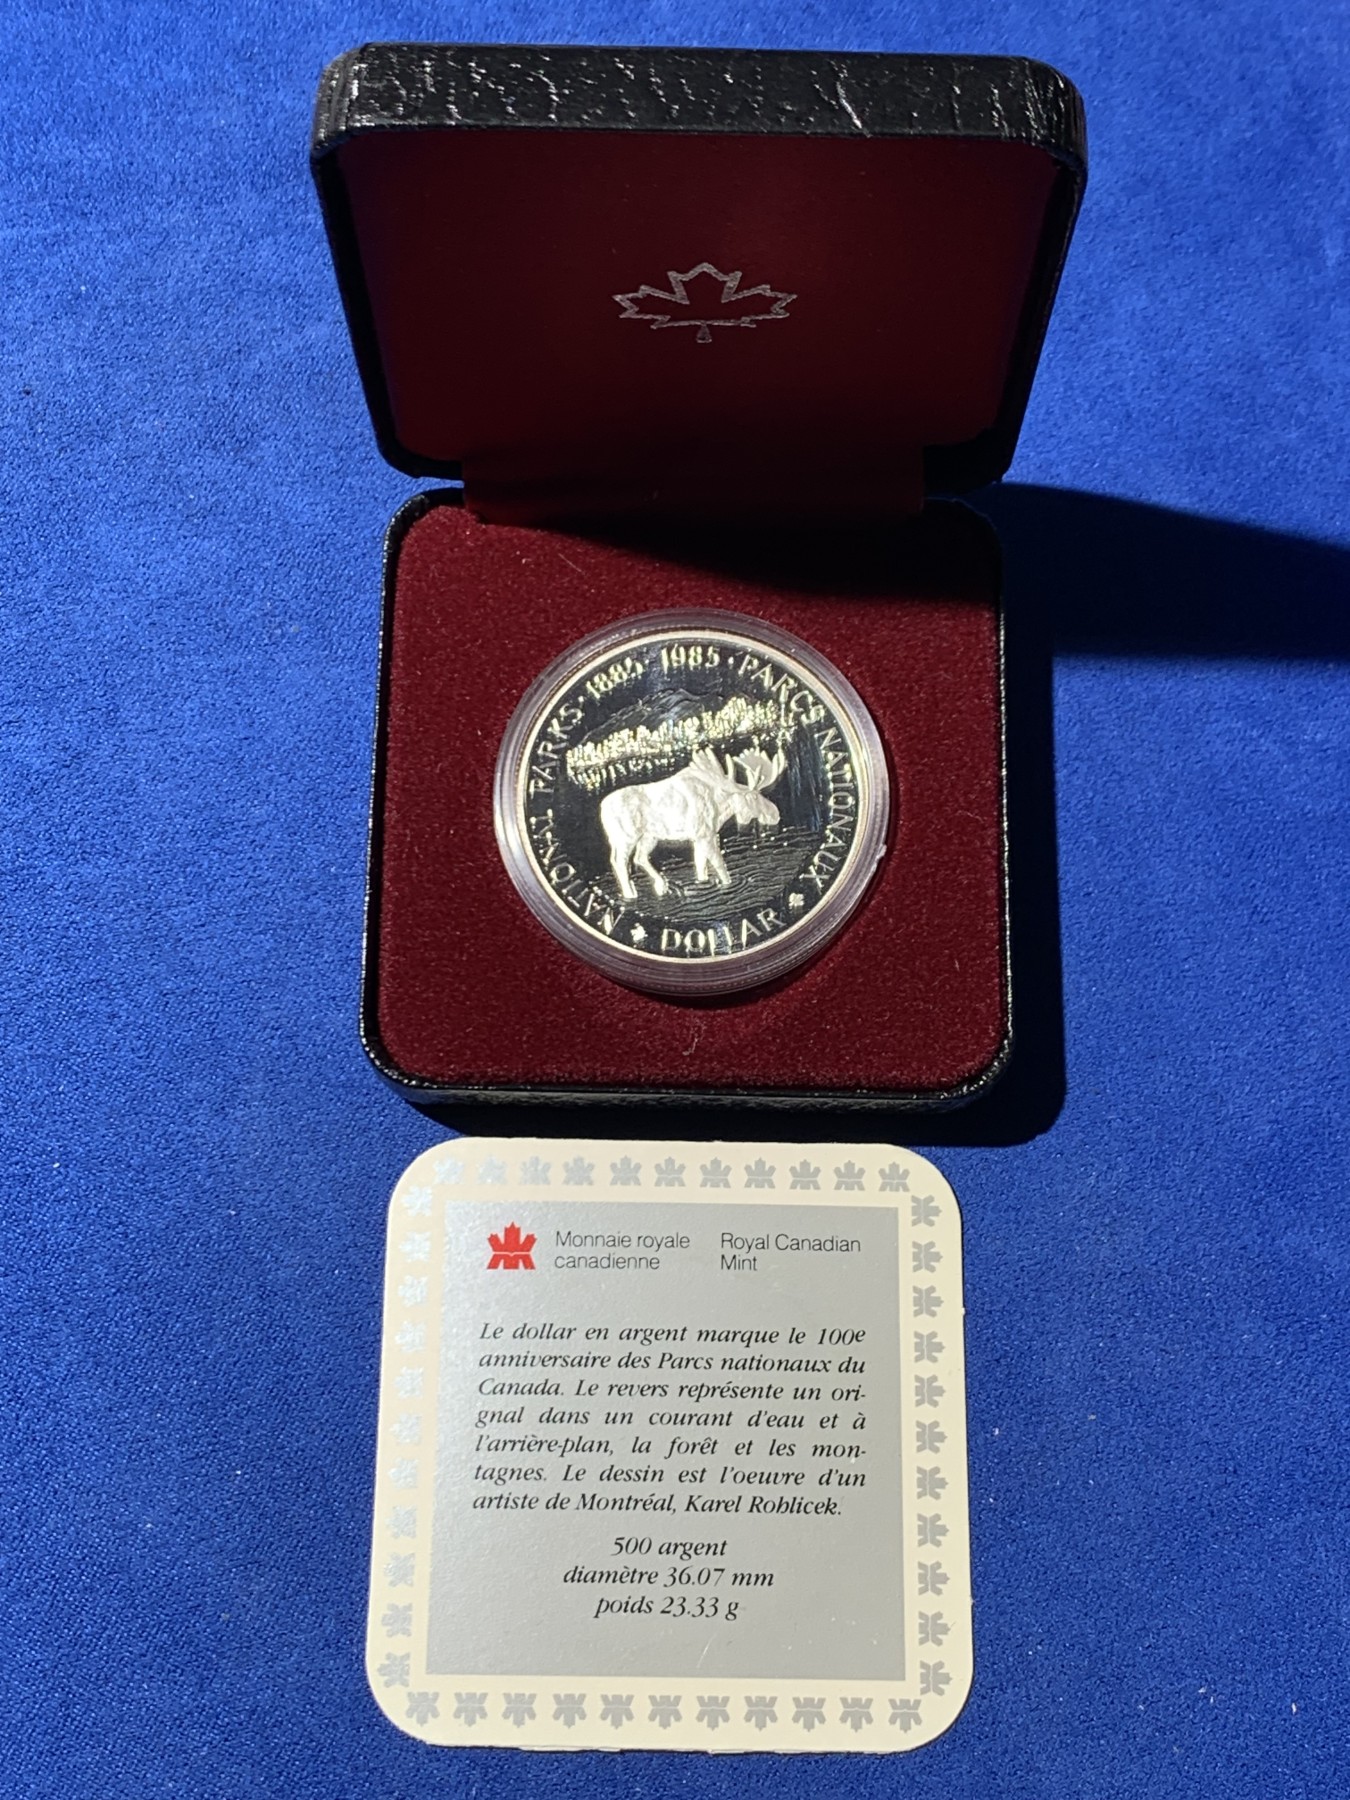 NATIONAL PARKS · 1885 1985 · PARCS NATIONAUX
DOLLAR
Monnaie royale
canadienne
Royal Canadian
Mint
Le dollar en argent marque le 100e
anniversaire des Parcs nationaux du
Canada. Le revers représente un ori-
gnal dans un courant d'eau et à
l'arrière-plan, la forêt et les mon-
tagnes. Le dessin est l'oeuvre d'un
artiste de Montréal, Karel Rohlicek.
500 argent
diamètre 36.07 mm
poids 23.33 g